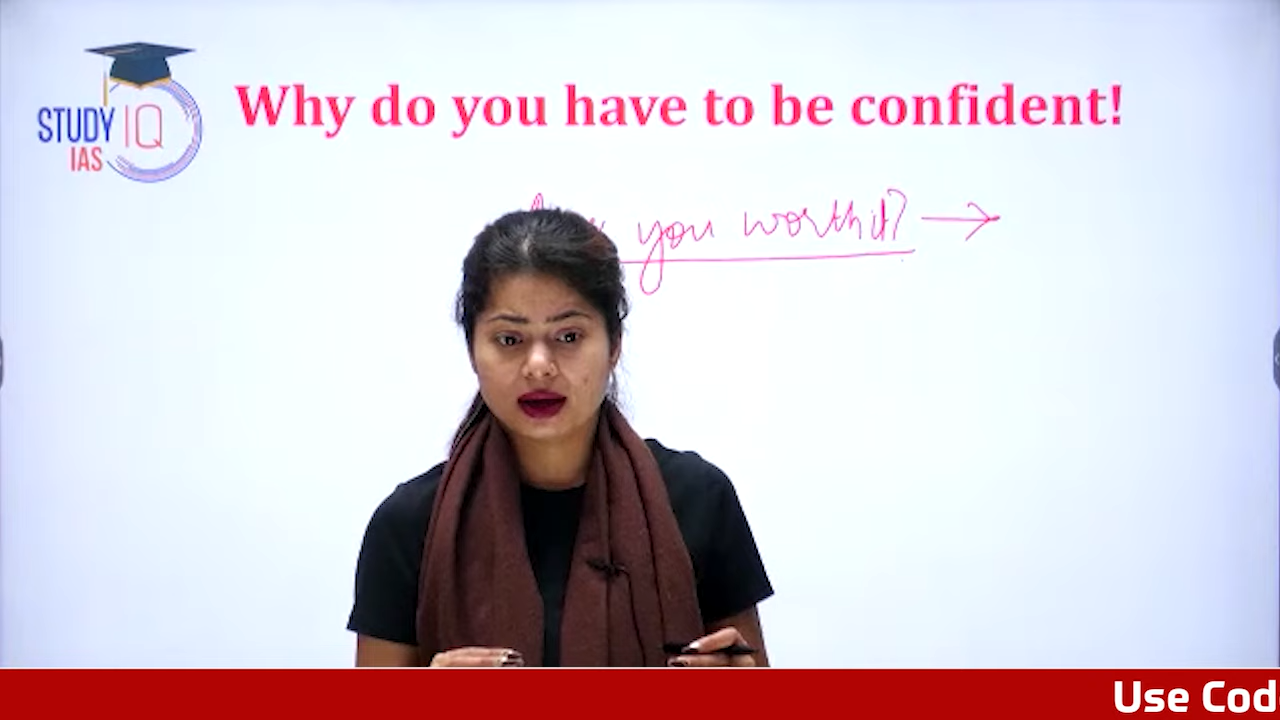 STUDY IQ
IAS
Why do you have to be confident!
you worth it? →
Use Cod